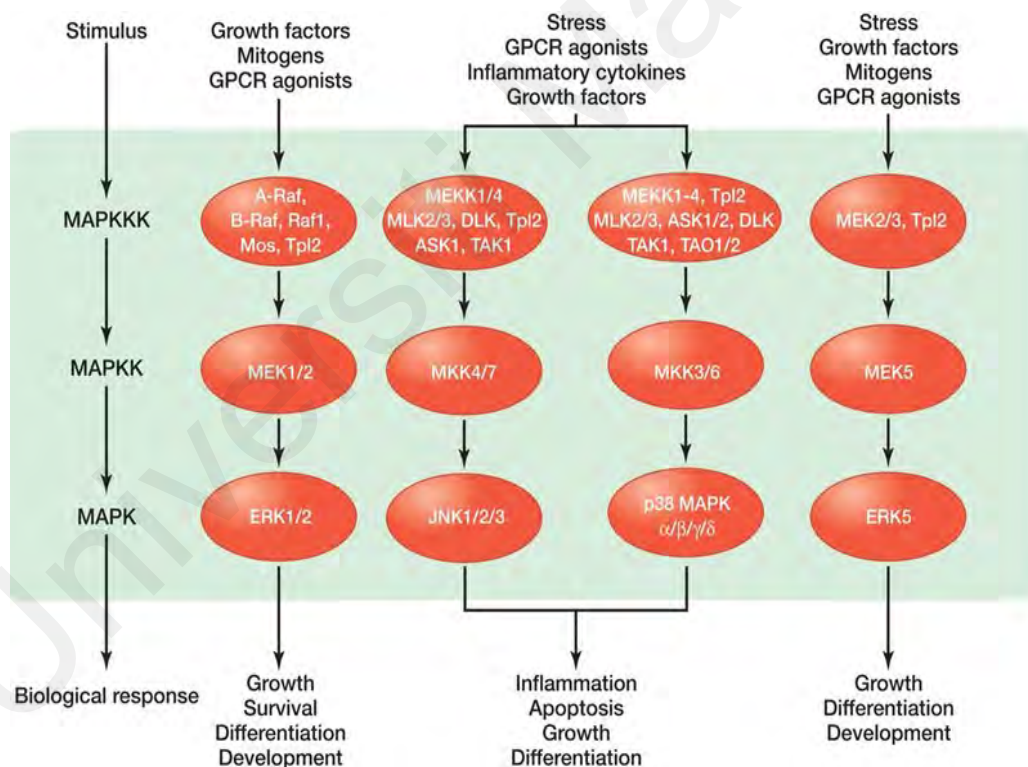 Stimulus
Growth factors
Mitogens
GPCR agonists
Stress
GPCR agonists
Inflammatory cytokines
Growth factors
Stress
Growth factors
Mitogens
GPCR agonists
MAPKKK
A-Raf,
B-Raf, Raf1,
Mos, Tpl2
MEKK1/4
MLK2/3, DLK, Tpl2
ASK1, TAK1
MEKK1-4, Tpl2
MLK2/3, ASK1/2, DLK
TAK1, TAO1/2
MEK2/3, Tpl2
MAPKK
MEK1/2
MKK4/7
MKK3/6
MEK5
MAPK
ERK1/2
JNK1/2/3
p38 MAPK
α/β/γ/δ
ERK5
Biological response
Growth
Survival
Differentiation
Development
Inflammation
Apoptosis
Growth
Differentiation
Growth
Differentiation
Development
Universi Ma